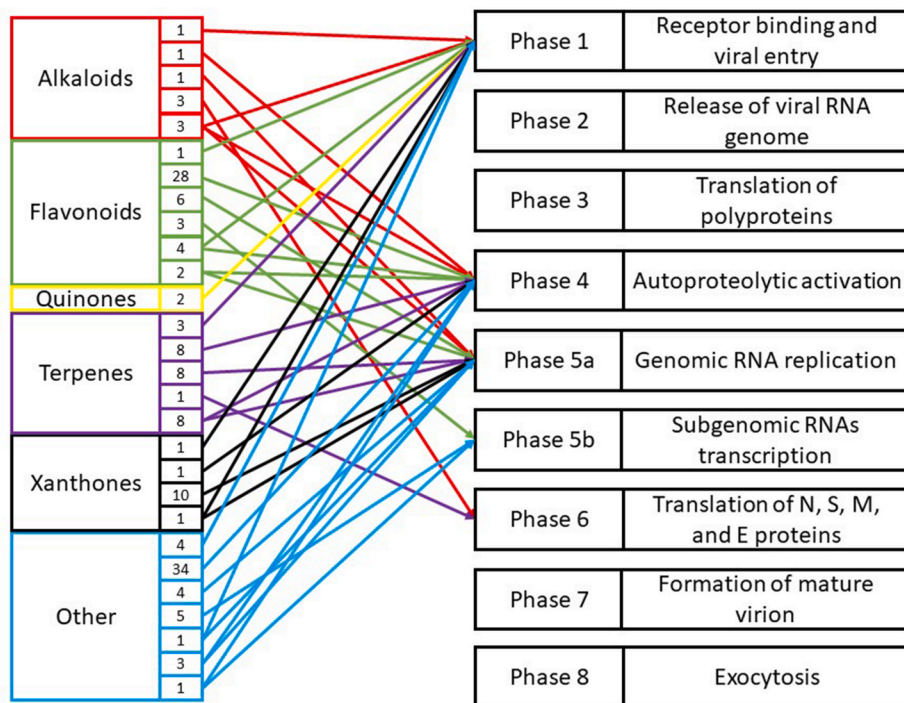 Alkaloids
1
1
1
3
3
Flavonoids
1
28
6
3
4
2
Quinones
2
Terpenes
3
8
8
1
8
Xanthones
1
1
10
1
Other
4
34
4
5
1
3
1
Phase 1
Receptor binding and
viral entry
Phase 2
Release of viral RNA
genome
Phase 3
Translation of
polyproteins
Phase 4
Autoproteolytic activation
Phase 5a
Genomic RNA replication
Phase 5b
Subgenomic RNAs
transcription
Phase 6
Translation of N, S, M,
and E proteins
Phase 7
Formation of mature
virion
Phase 8
Exocytosis